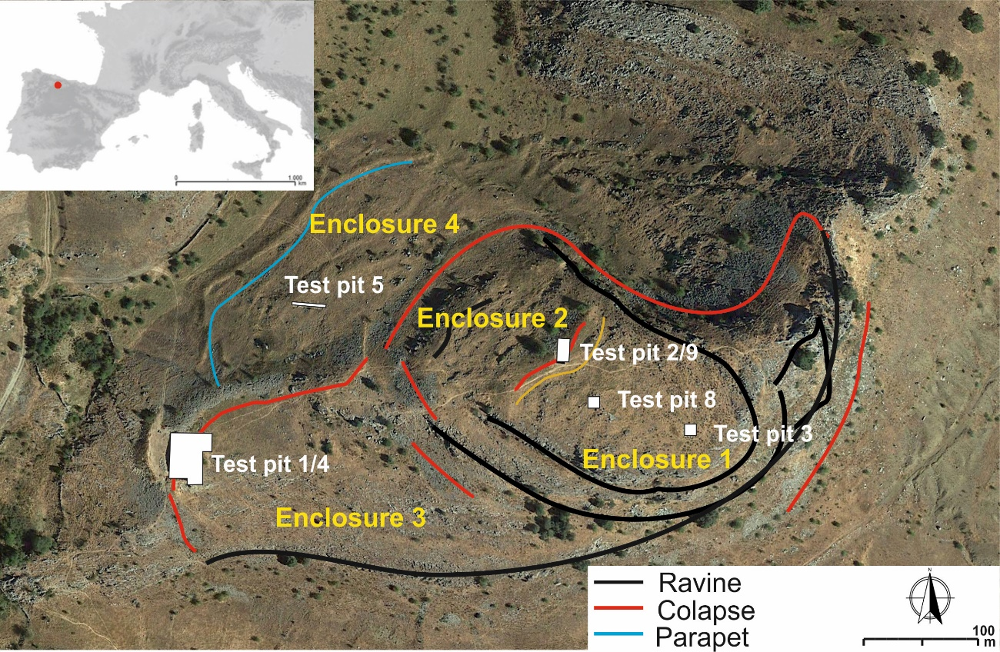 0 1.000
km
Enclosure 4
Test pit 5
Enclosure 2
Test pit 2/9
Test pit 8
Test pit 3
Enclosure 1
Test pit 1/4
Enclosure 3
Ravine
Colapse
Parapet
N
100
m